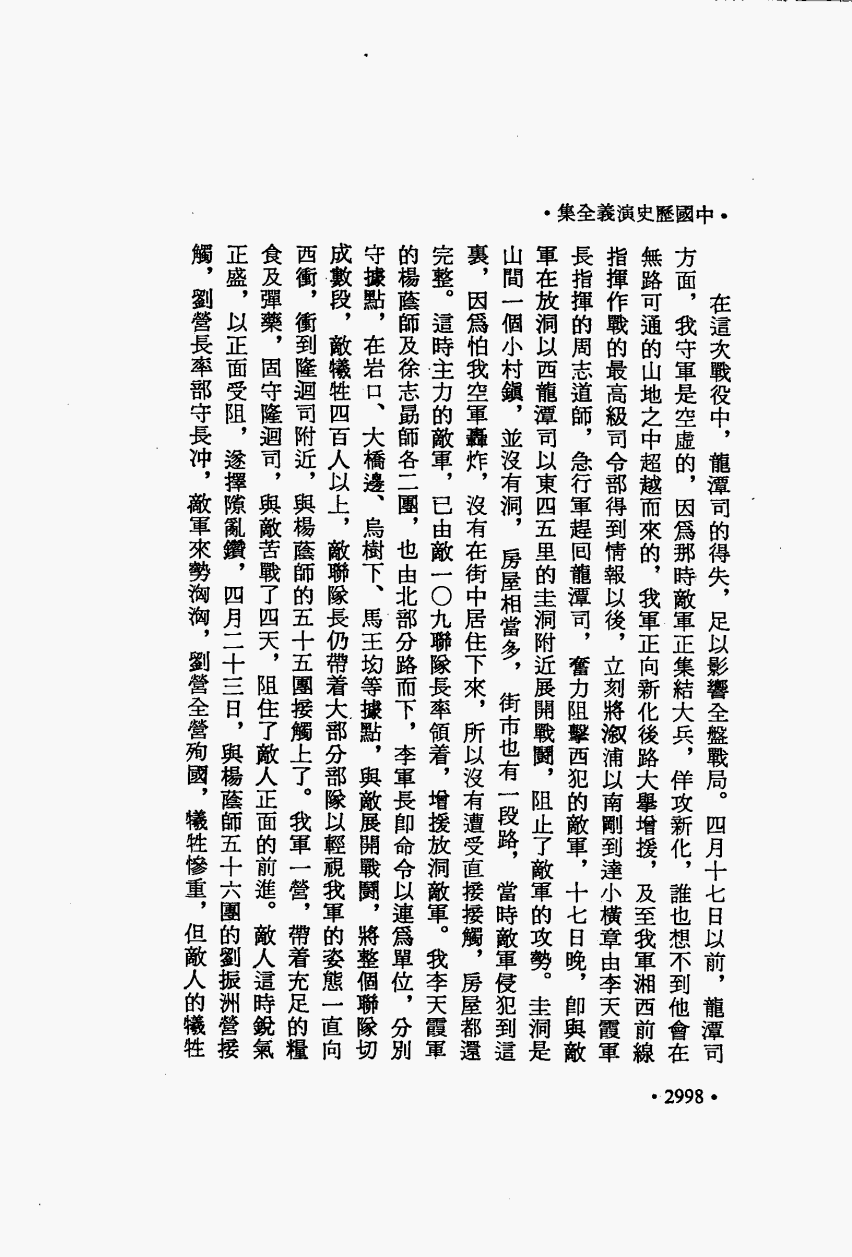 •中國歷史演義全集•
在這次戰役中，龍潭司的得失，足以影響全盤戰局。四月十七日以前，龍潭司
方面，我守軍是空虛的，因爲那時敵軍正集結大兵，佯攻新化，誰也想不到他會在
無路可通的山地之中超越而來的，我軍正向新化後路大擧增援，及至我軍湘西前線
指揮作戰的最高級司令部得到情報以後，立刻將溆浦以南剛到達小橫章由李天霞軍
長指揮的周志道師，急行軍趕回龍潭司，奮力阻擊西犯的敵軍，十七日晚，卽與敵
軍在放洞以西龍潭司以東四五里的圭洞附近展開戰鬪，阻止了敵軍的攻勢。圭洞是
山間一個小村鎭，並沒有洞，房屋相當多，街市也有一段路，當時敵軍侵犯到這
裏，因爲怕我空軍轟炸，沒有在街中居住下來，所以沒有遭受直接接觸，房屋都還
完整。這時主力的敵軍，已由敵一〇九聯隊長率領着，增援放洞敵軍。我李天霞軍
的楊蔭師及徐志勗師各二團，也由北部分路而下，李軍長卽命令以連爲單位，分別
守據點，在岩口、大橋邊、烏樹下、馬王坳等據點，與敵展開戰鬪，將整個聯隊切
成數段，敵犧牲四百人以上，敵聯隊長仍帶着大部分部隊以輕視我軍的姿態一直向
西衝，衝到隆迴司附近，與楊蔭師的五十五團接觸上了。我軍一營，帶着充足的糧
食及彈藥，固守隆迴司，與敵苦戰了四天，阻住了敵人正面的前進。敵人這時銳氣
正盛，以正面受阻，遂擇隙亂鑽，四月二十三日，與楊蔭師五十六團的劉振洲營接
觸，劉營長率部守長冲，敵軍來勢洶洶，劉營全營殉國，犧牲慘重，但敵人的犧牲
•2998•